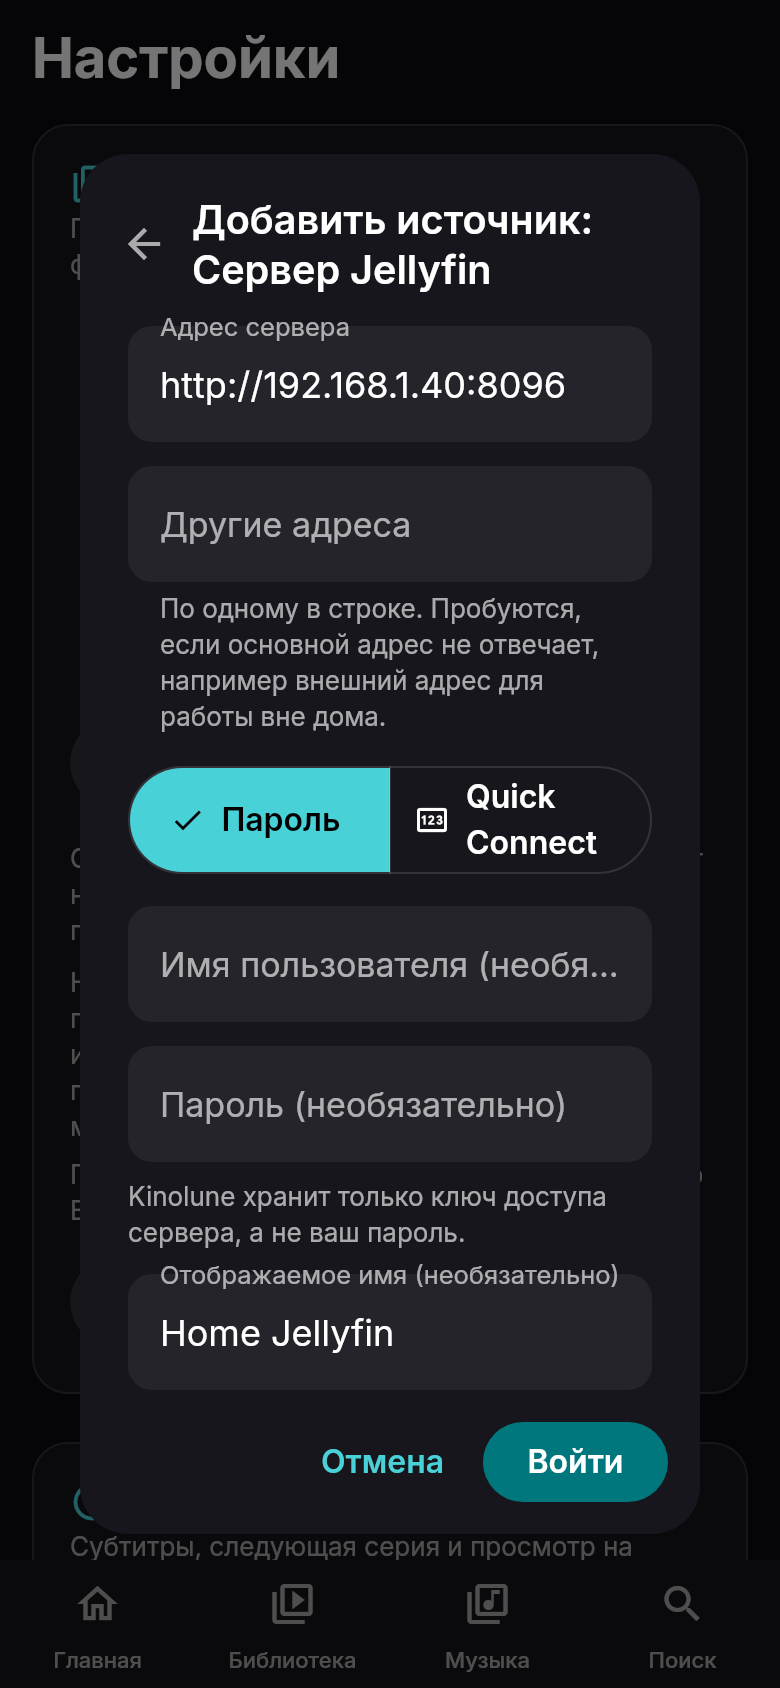 Настройки
Добавить источник:
Сервер Jellyfin
Адрес сервера
http://192.168.1.40:8096
Другие адреса
По одному в строке. Пробуются,
если основной адрес не отвечает,
например внешний адрес для
работы вне дома.
Пароль
123
Quick
Connect
Имя пользователя (необя...
Пароль (необязательно)
Kinolune хранит только ключ доступа
сервера, а не ваш пароль.
Отображаемое имя (необязательно)
Home Jellyfin
Отмена
Войти
Субтитры, следующая серия и просмотр на
Главная
Библиотека
Музыка
Поиск